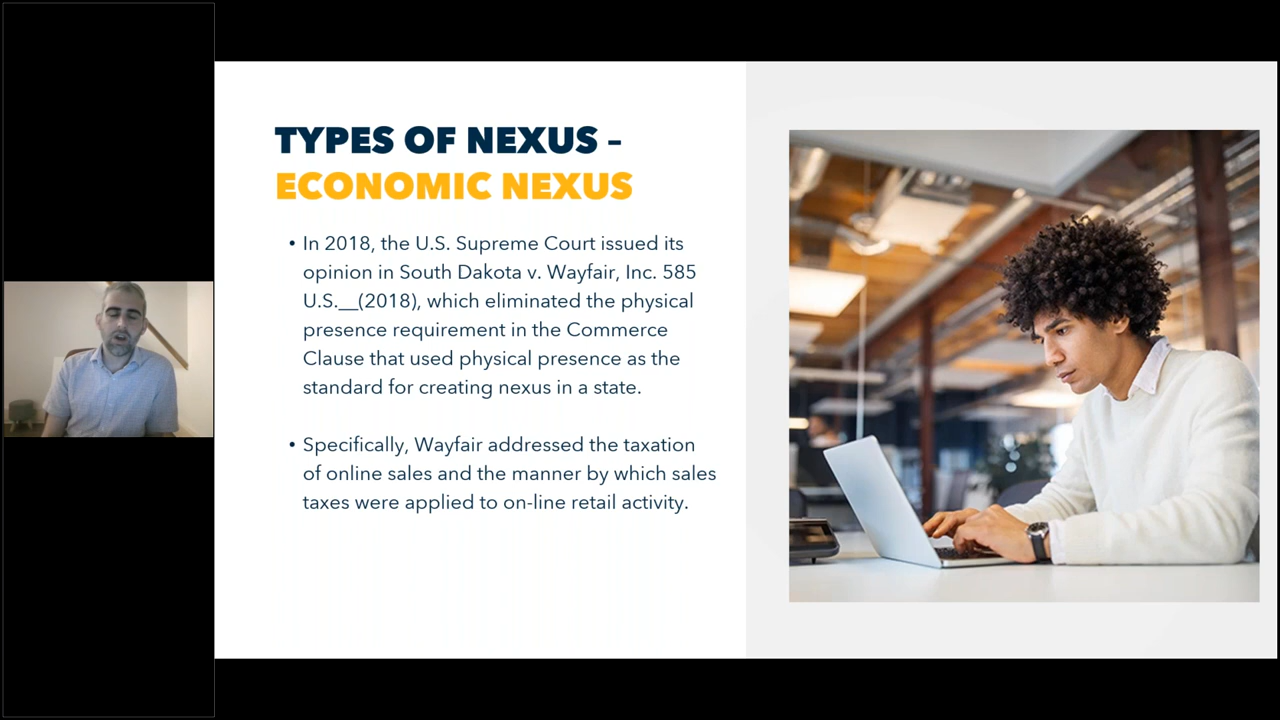 TYPES OF NEXUS –
ECONOMIC NEXUS
• In 2018, the U.S. Supreme Court issued its
opinion in South Dakota v. Wayfair, Inc. 585
U.S.__(2018), which eliminated the physical
presence requirement in the Commerce
Clause that used physical presence as the
standard for creating nexus in a state.
• Specifically, Wayfair addressed the taxation
of online sales and the manner by which sales
taxes were applied to on-line retail activity.